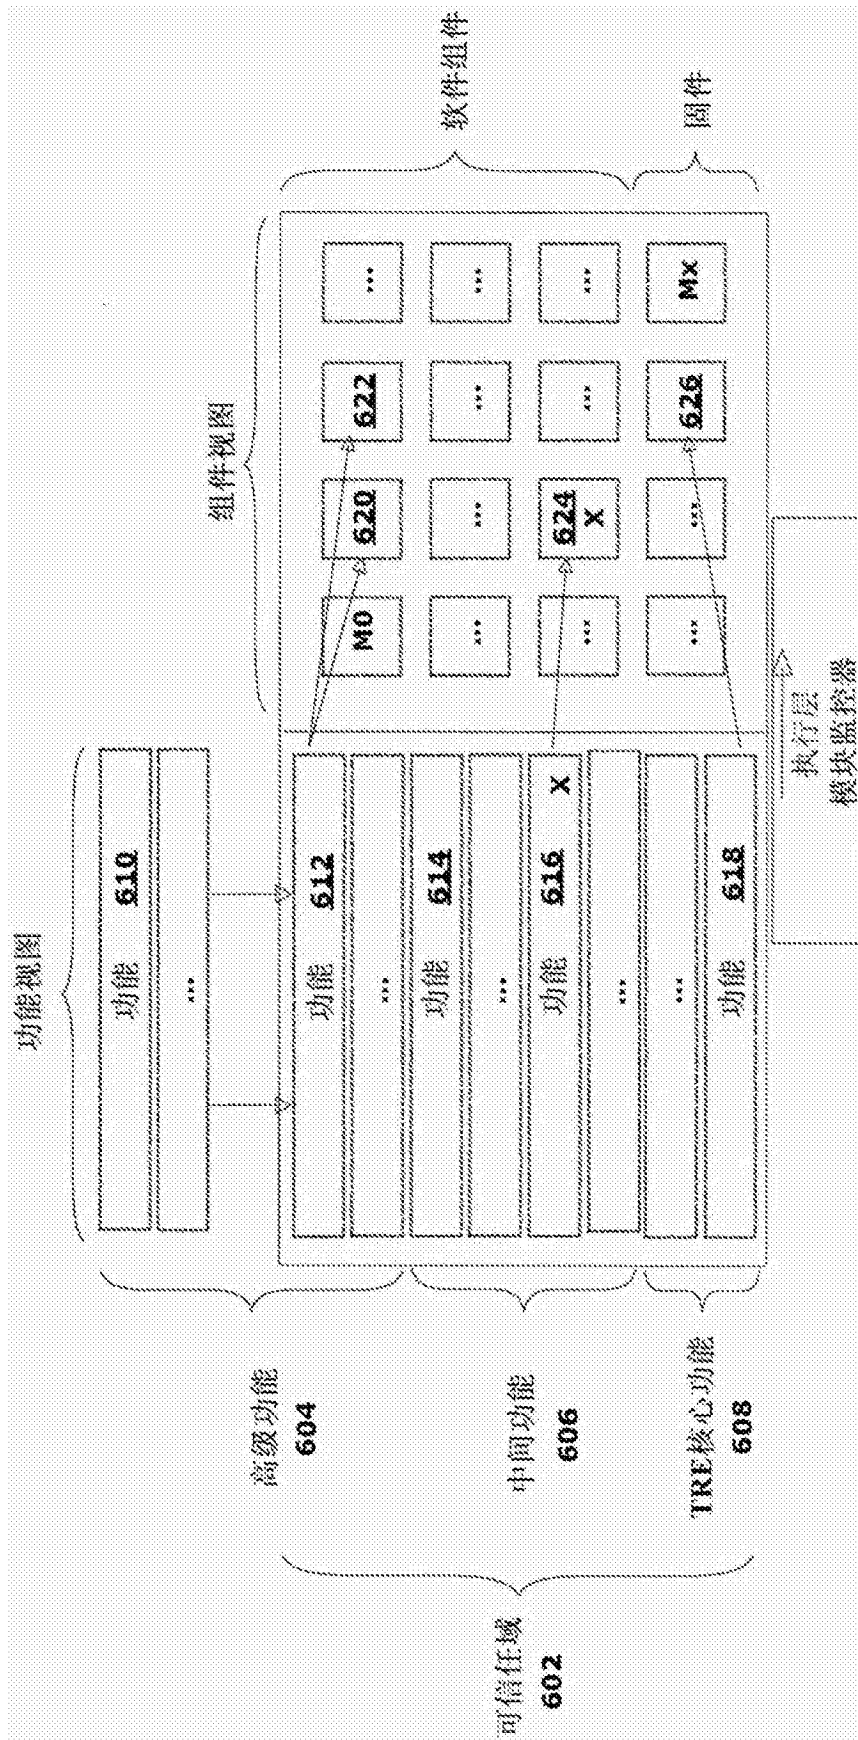 功能视图
组件视图
软件组件
固件
高级功能
604
中间功能
606
TRE核心功能
608
可信任域
602
功能 610
...
功能 612
...
功能 614
...
功能 616 X
...
...
功能 618
M0
620
622
...
...
...
...
...
...
624
X
...
...
...
...
626
Mx
执行层
模块监控器